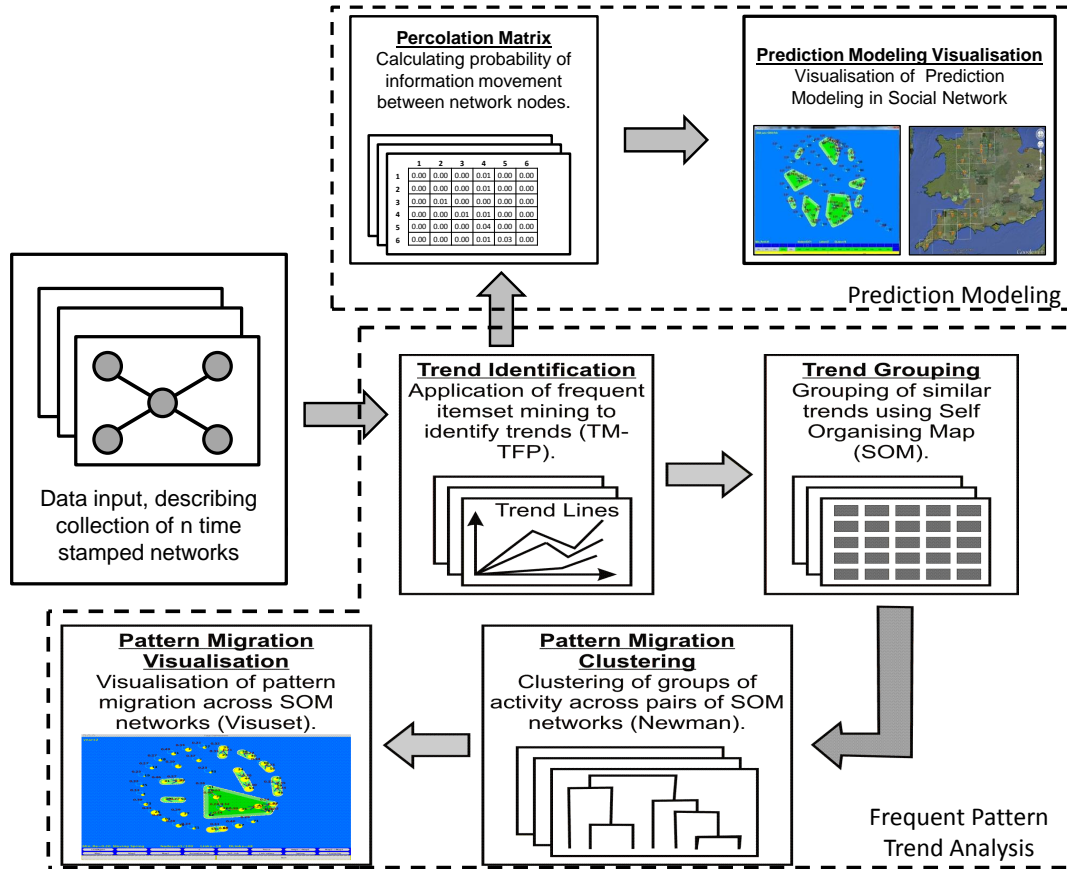 Percolation Matrix
Calculating probability of
information movement
between network nodes.
1 2 3 4 5 6
1 0.00 0.00 0.00 0.01 0.00 0.00
2 0.00 0.00 0.00 0.01 0.00 0.00
3 0.00 0.01 0.00 0.00 0.00 0.00
4 0.00 0.00 0.01 0.01 0.00 0.00
5 0.00 0.00 0.00 0.04 0.00 0.00
6 0.00 0.00 0.00 0.01 0.03 0.00
Prediction Modeling Visualisation
Visualisation of Prediction
Modeling in Social Network
Prediction Modeling
Data input, describing
collection of n time
stamped networks
Trend Identification
Application of frequent
itemset mining to
identify trends (TM-
TFP).
Trend Lines
Trend Grouping
Grouping of similar
trends using Self
Organising Map
(SOM).
Pattern Migration
Visualisation
Visualisation of pattern
migration across SOM
networks (Visuset).
Pattern Migration
Clustering
Clustering of groups of
activity across pairs of SOM
networks (Newman).
Frequent Pattern
Trend Analysis